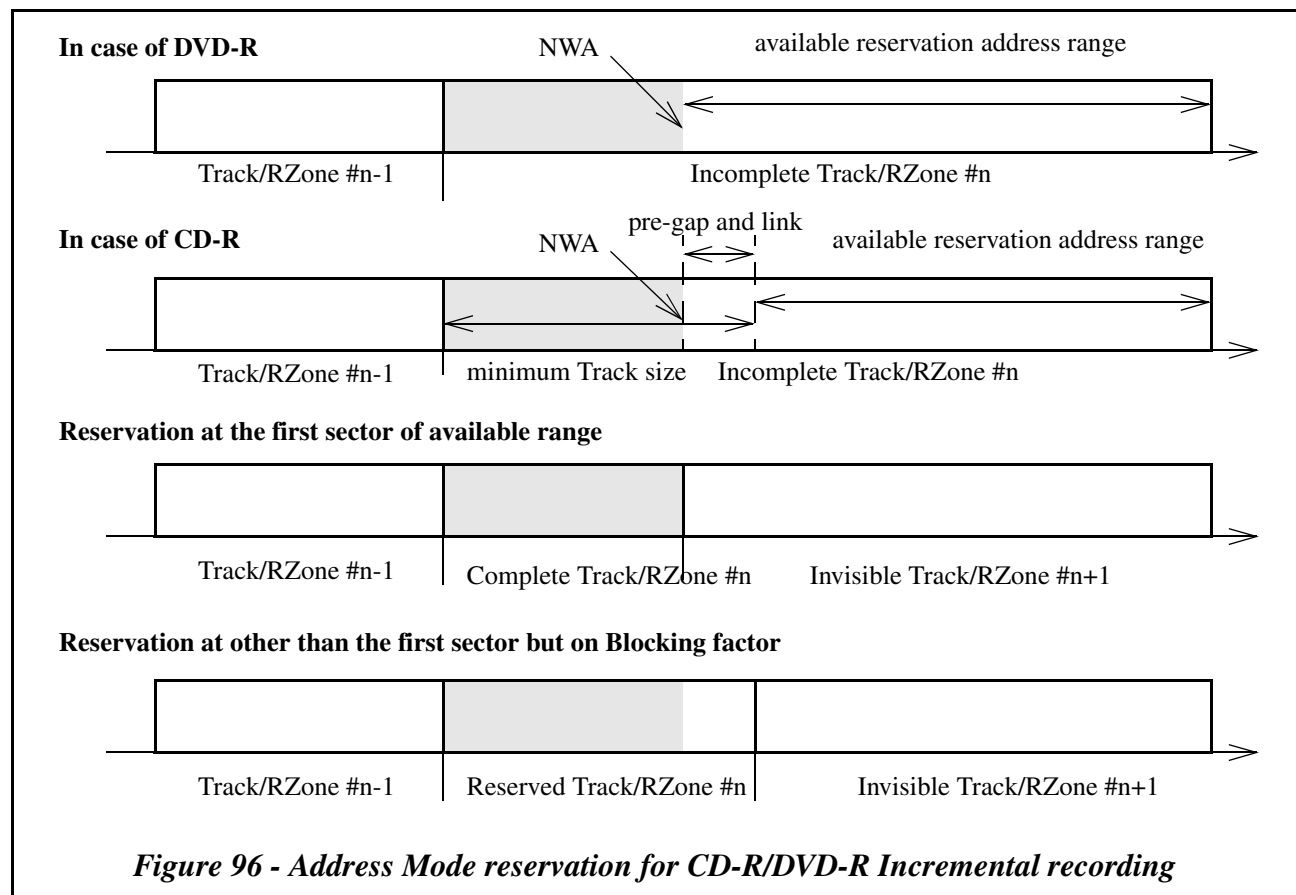 In case of DVD-R
NWA
available reservation address range
Track/RZone #n-1
Incomplete Track/RZone #n
In case of CD-R
NWA
pre-gap and link
available reservation address range
Track/RZone #n-1
minimum Track size
Incomplete Track/RZone #n
Reservation at the first sector of available range
Track/RZone #n-1
Complete Track/RZone #n
Invisible Track/RZone #n+1
Reservation at other than the first sector but on Blocking factor
Track/RZone #n-1
Reserved Track/RZone #n
Invisible Track/RZone #n+1
Figure 96 - Address Mode reservation for CD-R/DVD-R Incremental recording